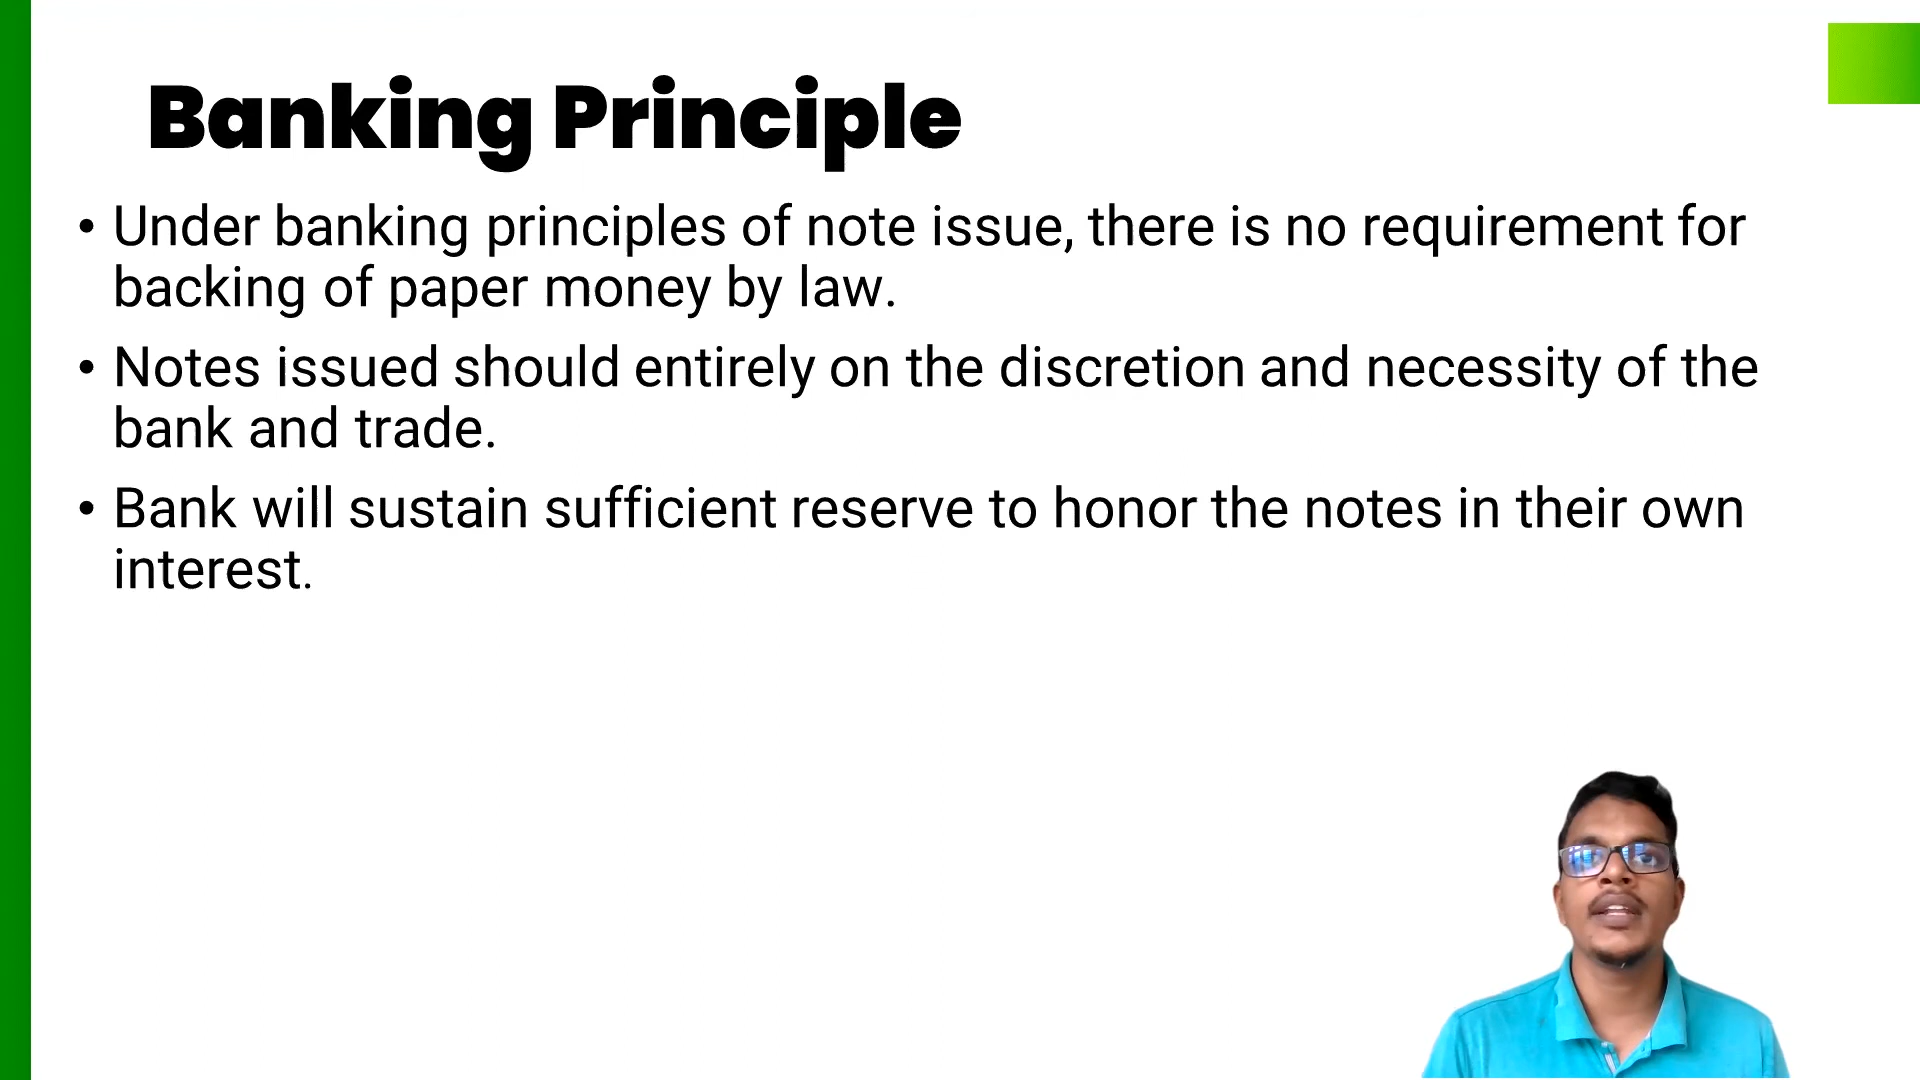 Banking Principle
• Under banking principles of note issue, there is no requirement for
backing of paper money by law.
• Notes issued should entirely on the discretion and necessity of the
bank and trade.
• Bank will sustain sufficient reserve to honor the notes in their own
interest.